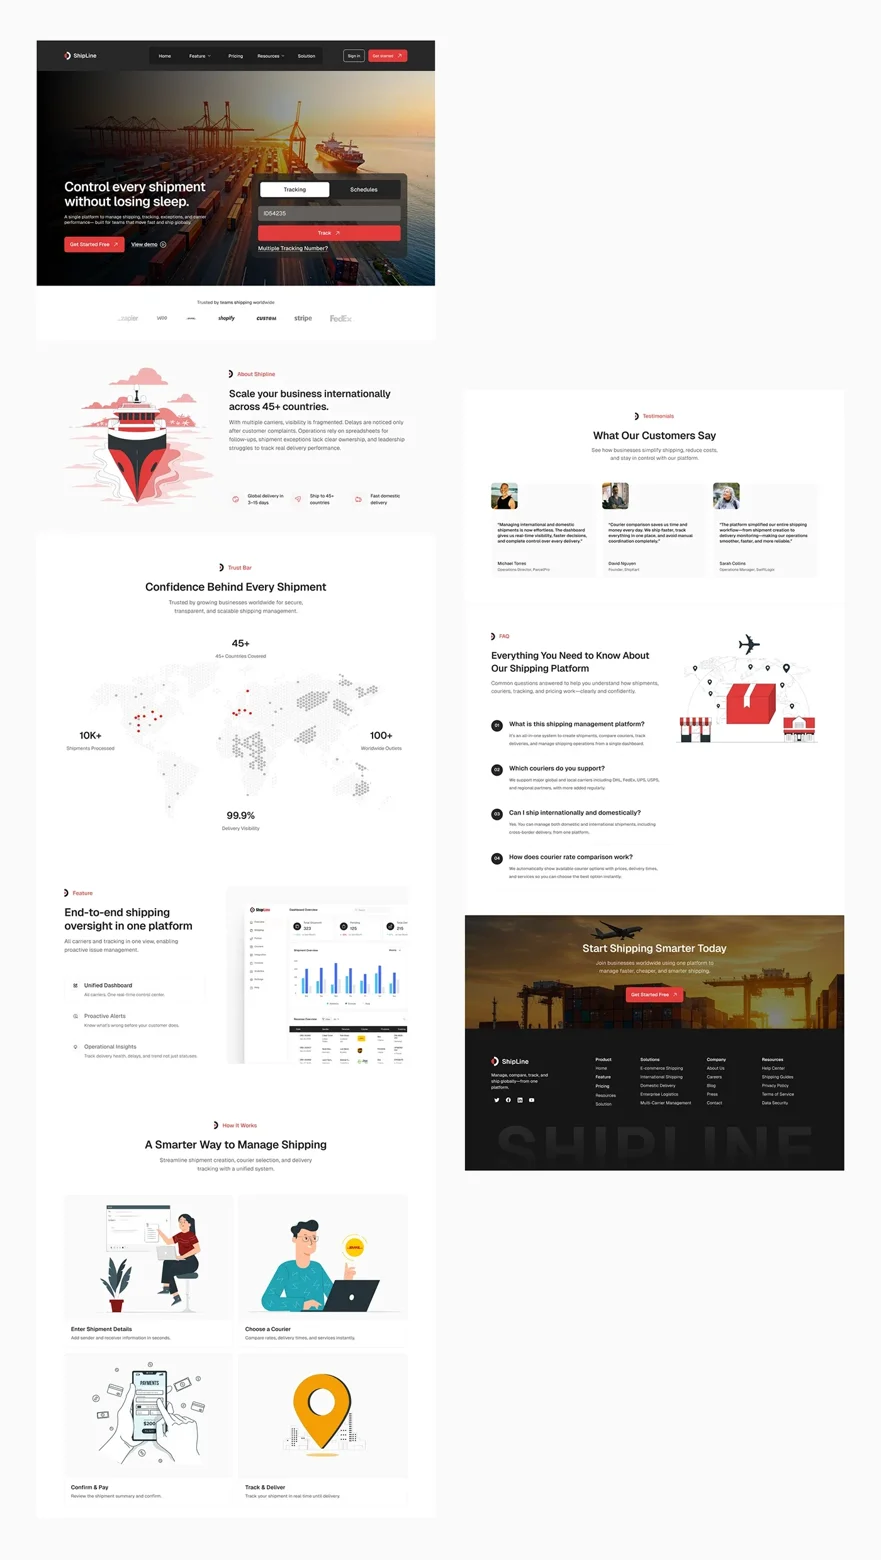 ShipLine
Home
Feature
Pricing
Resources
Solution
Sign in
Get started
Control every shipment
without losing sleep.
A single platform to manage shipping, tracking, exceptions, and carrier
performance— built for teams that move fast and ship globally.
Get Started Free
View demo
Tracking
Schedules
ID54235
Track
Multiple Tracking Number?
Trusted by teams shipping worldwide
shopify
stripe
FedEx
About Shipline
Scale your business internationally
across 45+ countries.
With multiple carriers, visibility is fragmented. Delays are noticed only
after customer complaints. Operations rely on spreadsheets for
follow-ups, shipment exceptions lack clear ownership, and leadership
struggles to track real delivery performance.
Global delivery in
3–15 days
Ship to 45+
countries
Fast domestic
delivery
Trust Bar
Confidence Behind Every Shipment
Trusted by growing businesses worldwide for secure,
transparent, and scalable shipping management.
45+
45+ Countries Covered
10K+
Shipments Processed
100+
Worldwide Outlets
99.9%
Delivery Visibility
Feature
End-to-end shipping
oversight in one platform
All carriers and tracking in one view, enabling
proactive issue management.
Unified Dashboard
All carriers. One real-time control center.
Proactive Alerts
Know what's wrong before your customer does.
Operational Insights
Track delivery health, delays, and trend not just statuses.
ShipLine
Dashboard Overview
323
125
215
Shipment Overview
Business Overview
How It Works
A Smarter Way to Manage Shipping
Streamline shipment creation, courier selection, and delivery
tracking with a unified system.
Enter Shipment Details
Add sender and receiver information in seconds.
Choose a Courier
Compare rates, delivery times, and services instantly.
PAYMENTS
$200
Confirm & Pay
Review the shipment summary and confirm.
Track & Deliver
Track your shipment in real time until delivery.
Testimonials
What Our Customers Say
See how businesses simplify shipping, reduce costs,
and stay in control with our platform.
"Managing international and domestic
shipments is now effortless. The dashboard
gives us real-time visibility, faster decisions,
and complete control over every delivery."
Michael Torres
Operations Director, ParcelPro
"Courier comparison saves us time and
money every day. We ship faster, track
everything in one place, and avoid manual
coordination completely."
David Nguyen
Founder, ShipKart
"The platform simplified our entire shipping
workflow—from shipment creation to
delivery monitoring—making our operations
smoother, faster, and more reliable."
Sarah Collins
Operations Manager, SwiftLogix
FAQ
Everything You Need to Know About
Our Shipping Platform
Common questions answered to help you understand how shipments,
couriers, tracking, and pricing work—clearly and confidently.
01
What is this shipping management platform?
It's an all-in-one system to create shipments, compare couriers, track
deliveries, and manage shipping operations from a single dashboard.
02
Which couriers do you support?
We support major global and local carriers including DHL, FedEx, UPS, USPS,
and regional partners, with more added regularly.
03
Can I ship internationally and domestically?
Yes. You can manage both domestic and international shipments, including
cross-border delivery, from one platform.
04
How does courier rate comparison work?
We automatically show available courier options with prices, delivery times,
and services so you can choose the best option instantly.
Start Shipping Smarter Today
Join businesses worldwide using one platform to
manage faster, cheaper, and smarter shipping.
Get Started Free
ShipLine
Manage, compare, track, and
ship globally—from one
platform.
Product
Home
Feature
Pricing
Resources
Solution
Solutions
E-commerce Shipping
International Shipping
Domestic Delivery
Enterprise Logistics
Multi-Carrier Management
Company
About Us
Careers
Blog
Press
Contact
Resources
Help Center
Shipping Guides
Privacy Policy
Terms of Service
Data Security
SHIPLINE